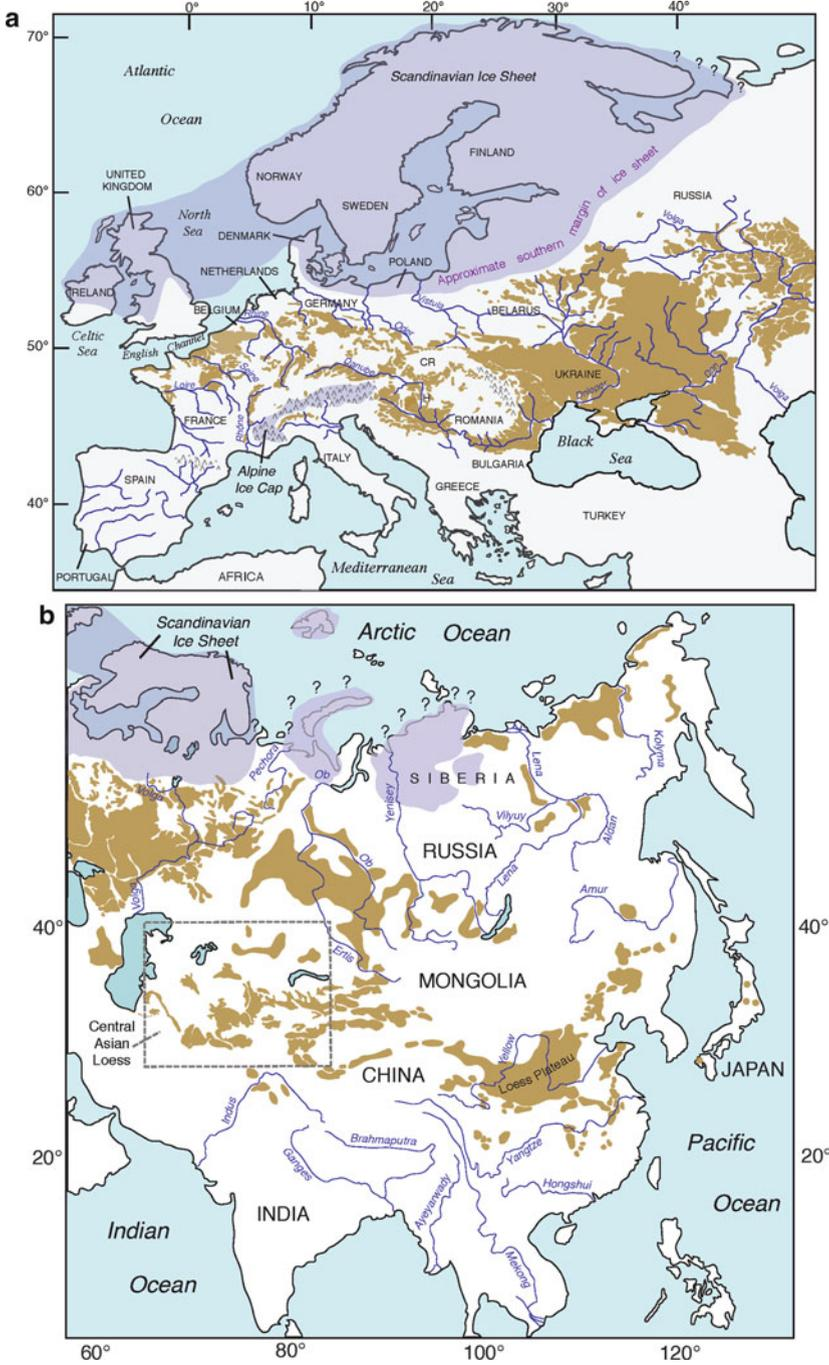 a
0° 10° 20° 30° 40°
70°
60°
50°
40°
Atlantic
Ocean
Scandinavian Ice Sheet
? ? ? ? ?
UNITED
KINGDOM
NORWAY
FINLAND
SWEDEN
North
Sea
DENMARK
RUSSIA
Volga
Approximate southern margin of ice sheet
POLAND
NETHERLANDS
IRELAND
BELGIUM
Rhine
GERMANY
Vistula
BELARUS
Oder
Celtic
Sea
English Channel
Seine
Loire
Danube
CR
UKRAINE
Dnieper
Don
Volga
FRANCE
Rhône
ROMANIA
Black
Sea
Alpine
Ice Cap
ITALY
BULGARIA
SPAIN
GREECE
TURKEY
PORTUGAL
AFRICA
Mediterranean
Sea
b
Scandinavian
Ice Sheet
Arctic Ocean
? ? ? ?
? ? ? ? ?
Pechora
Ob
Yenisey
SIBERIA
Lena
Kolyma
Volga
Vilyuy
Aldan
RUSSIA
Ob
Lena
Volga
Amur
40° 40°
Ertis
MONGOLIA
Central
Asian
Loess
Yellow
Loess Plateau
CHINA
JAPAN
Indus
Brahmaputra
Ganges
Yangtze
20° 20°
Pacific
Ocean
Ayeyarwady
Hongshui
INDIA
Mekong
Indian
Ocean
60° 80° 100° 120°